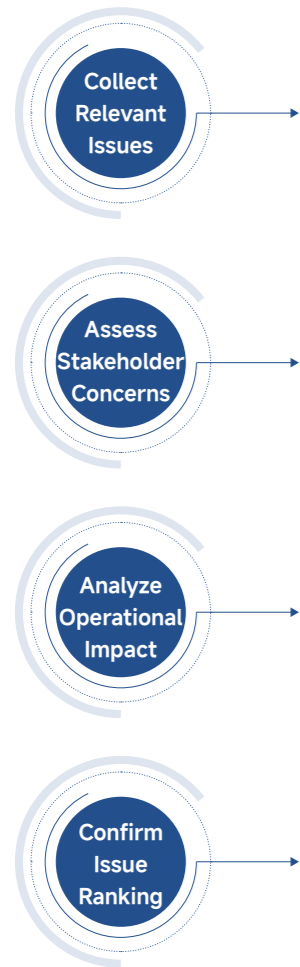 Collect
Relevant
Issues
Assess
Stakeholder
Concerns
Analyze
Operational
Impact
Confirm
Issue
Ranking